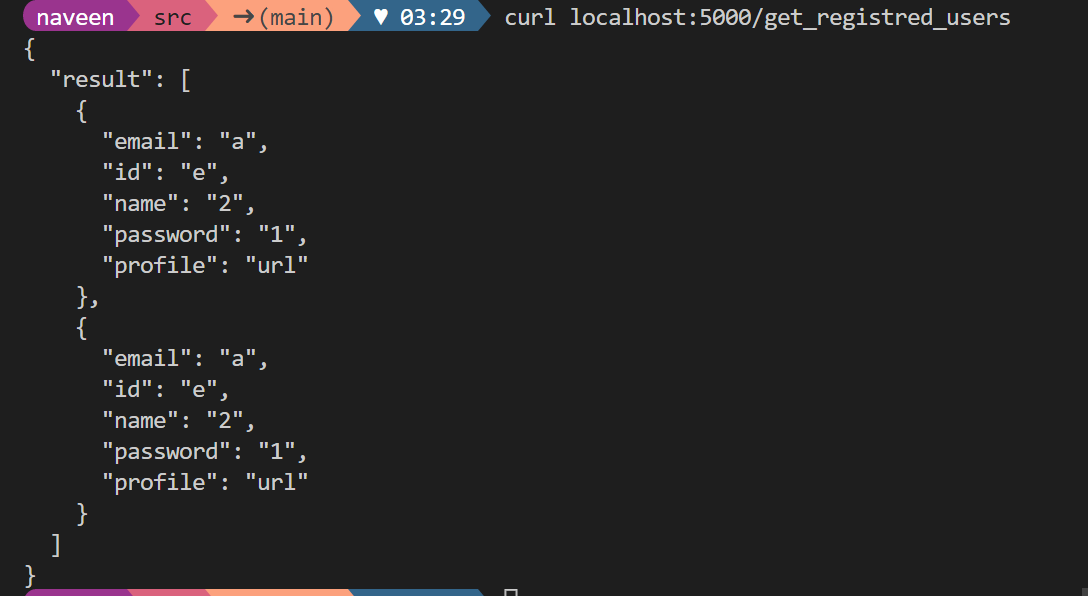 naveen src →(main) ♥ 03:29 curl localhost:5000/get_registred_users
{
  "result": [
    {
      "email": "a",
      "id": "e",
      "name": "2",
      "password": "1",
      "profile": "url"
    },
    {
      "email": "a",
      "id": "e",
      "name": "2",
      "password": "1",
      "profile": "url"
    }
  ]
}